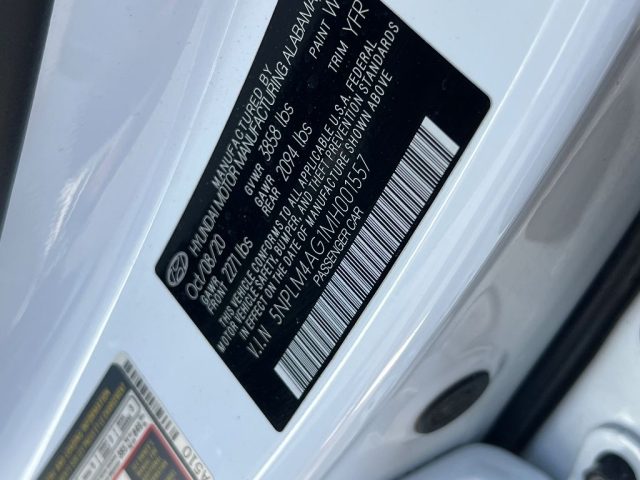 MANUFACTURED BY
HYUNDAI MOTOR MANUFACTURING ALABAMA
Oct/08/20 GVWR 3858 lbs PAINT
GAWR FRONT 2271 lbs GAWR REAR 2094 lbs TRIM YFR
THIS VEHICLE CONFORMS TO ALL APPLICABLE U.S.A. FEDERAL
MOTOR VEHICLE SAFETY, BUMPER, AND THEFT PREVENTION STANDARDS
IN EFFECT ON THE DATE OF MANUFACTURE SHOWN ABOVE
V.I.N 5NPLM4AG1MH001557
PASSENGER CAR